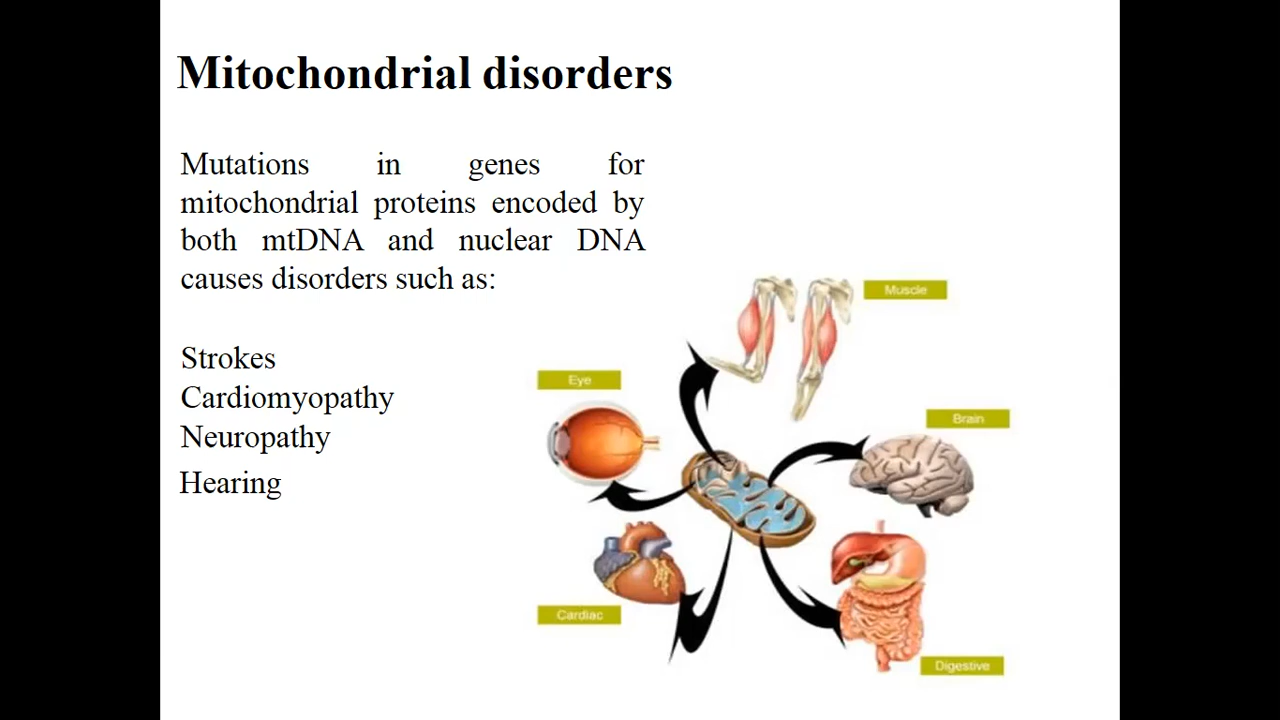 Mitochondrial disorders
Mutations in genes for
mitochondrial proteins encoded by
both mtDNA and nuclear DNA
causes disorders such as:
Strokes
Cardiomyopathy
Neuropathy
Hearing
Muscle
Eye
Brain
Cardiac
Digestive